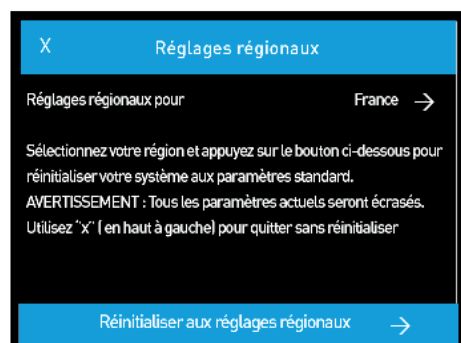 X Réglages régionaux
Réglages régionaux pour France →
Sélectionnez votre région et appuyez sur le bouton ci-dessous pour
réinitialiser votre système aux paramètres standard.
AVERTISSEMENT : Tous les paramètres actuels seront écrasés.
Utilisez "x" ( en haut à gauche) pour quitter sans réinitialiser
Réinitialiser aux réglages régionaux →